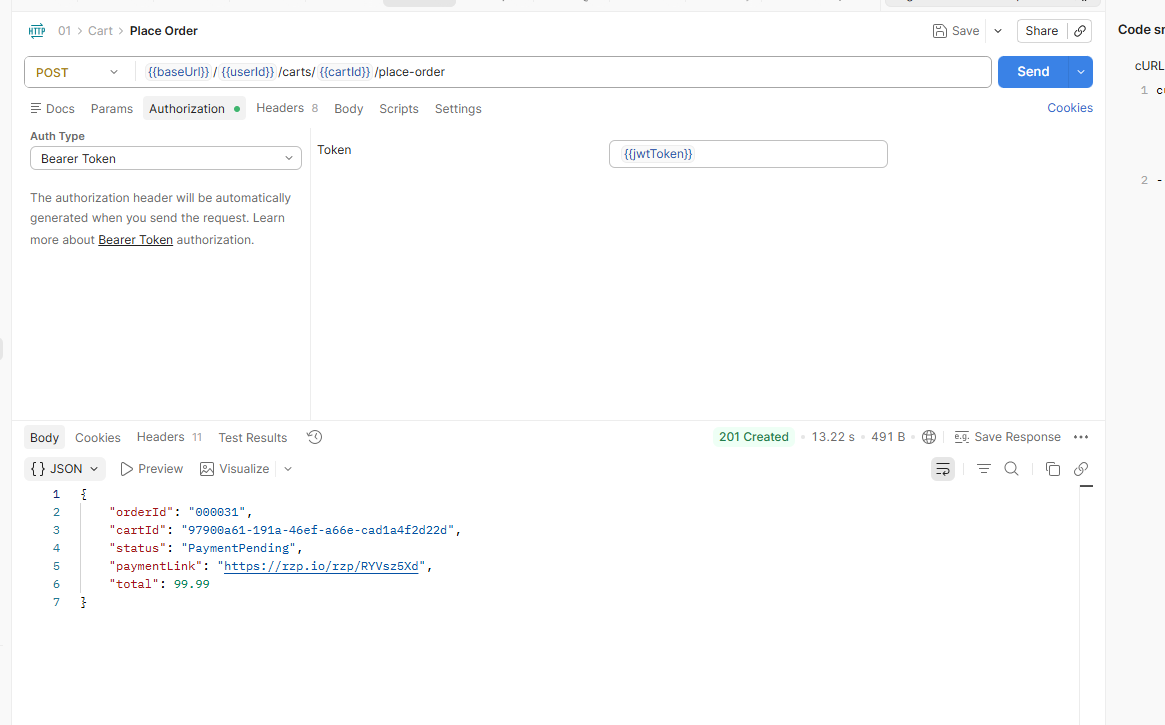 HTTP 01 > Cart > Place Order Save Share
Code sr
POST {{baseUrl}} / {{userId}} /carts/ {{cartId}} /place-order Send
cURL
Docs Params Authorization Headers 8 Body Scripts Settings Cookies
1
Auth Type
Bearer Token
Token {{jwtToken}}
The authorization header will be automatically
generated when you send the request. Learn
more about Bearer Token authorization.
2 -
Body Cookies Headers 11 Test Results 201 Created • 13.22 s • 491 B • e.g. Save Response
{} JSON Preview Visualize
1 {
2 "orderId": "000031",
3 "cartId": "97900a61-191a-46ef-a66e-cad1a4f2d22d",
4 "status": "PaymentPending",
5 "paymentLink": "https://rzp.io/rzp/RYVsz5Xd",
6 "total": 99.99
7 }